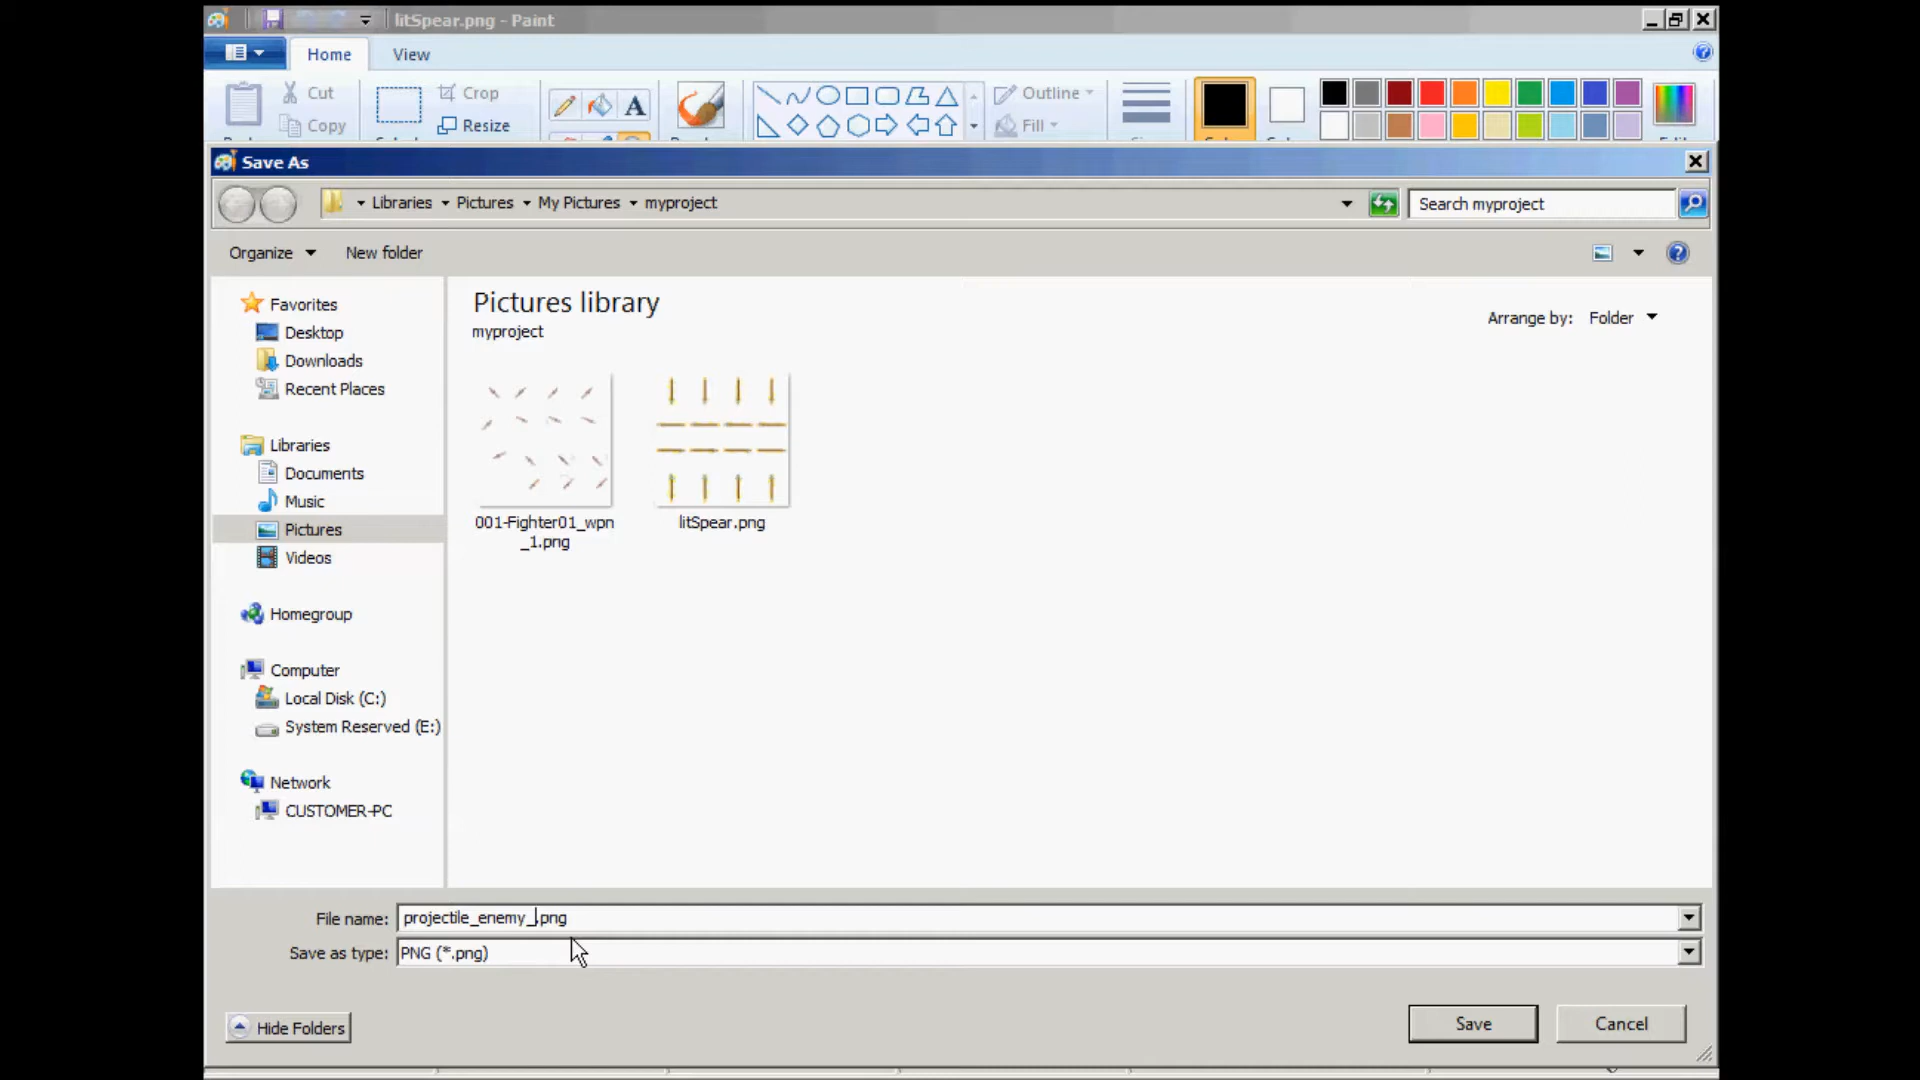 litSpear.png - Paint
Home View
Cut
Copy
Crop
Resize
A
Outline
Fill
Save As
Libraries Pictures My Pictures myproject
Search myproject
Organize New folder
Favorites
Desktop
Downloads
Recent Places
Libraries
Documents
Music
Pictures
Videos
Homegroup
Computer
Local Disk (C:)
System Reserved (E:)
Network
CUSTOMER-PC
Pictures library
myproject
Arrange by: Folder
001-Fighter01_wpn
_1.png
litSpear.png
File name: projectile_enemy_.png
Save as type: PNG (*.png)
Hide Folders
Save Cancel